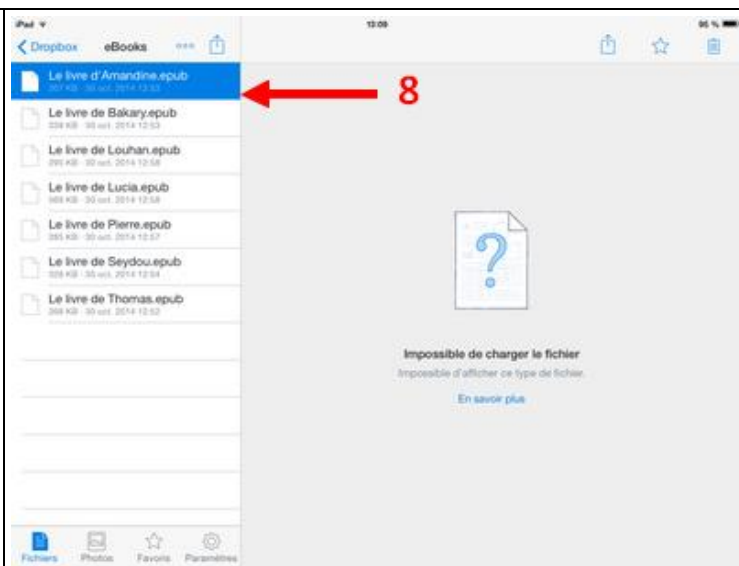 iPad
13:09
95 %
Dropbox eBooks
Le livre d'Amandine.epub
8
Le livre de Bakary.epub
Le livre de Louhan.epub
Le livre de Lucia.epub
Le livre de Pierre.epub
Le livre de Seydou.epub
Le livre de Thomas.epub
Impossible de charger le fichier
Impossible d'afficher ce type de fichier.
En savoir plus
Fichiers Photos Favoris Paramètres